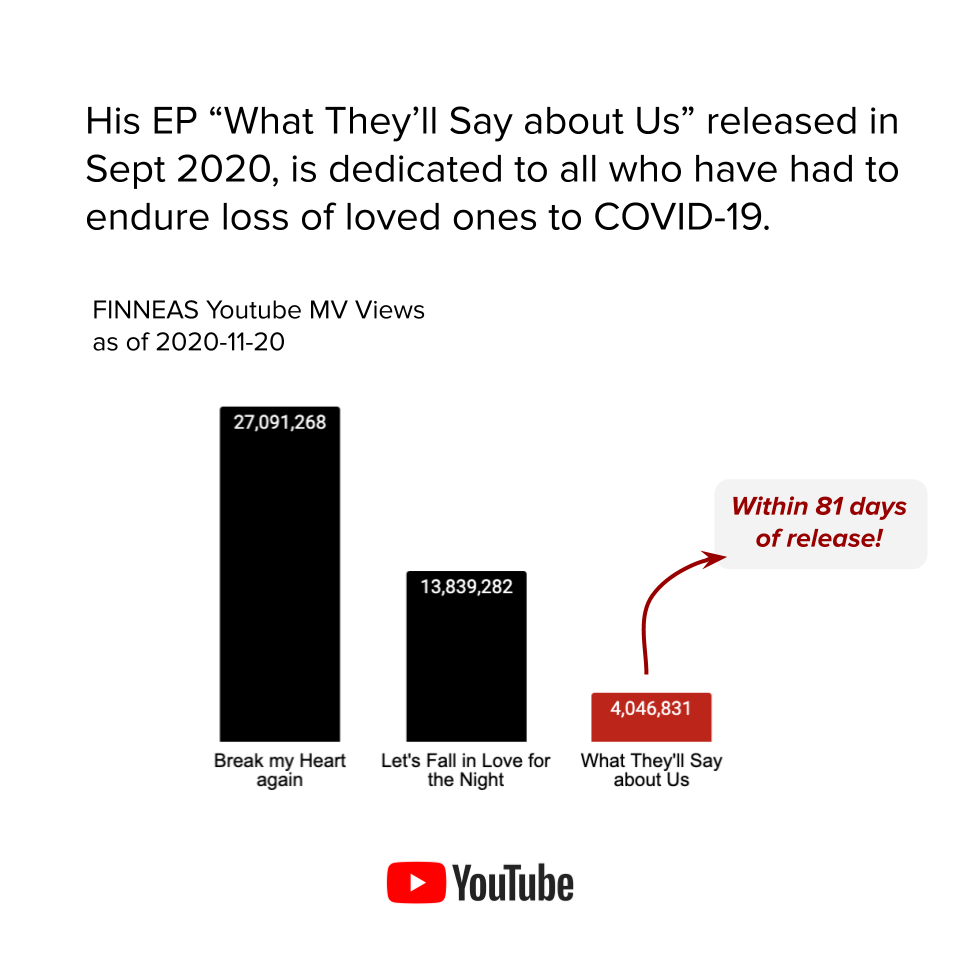 His EP “What They’ll Say about Us” released in
Sept 2020, is dedicated to all who have had to
endure loss of loved ones to COVID-19.
FINNEAS Youtube MV Views
as of 2020-11-20
27,091,268
Within 81 days
of release!
13,839,282
4,046,831
Break my Heart
again
Let's Fall in Love for
the Night
What They'll Say
about Us
YouTube